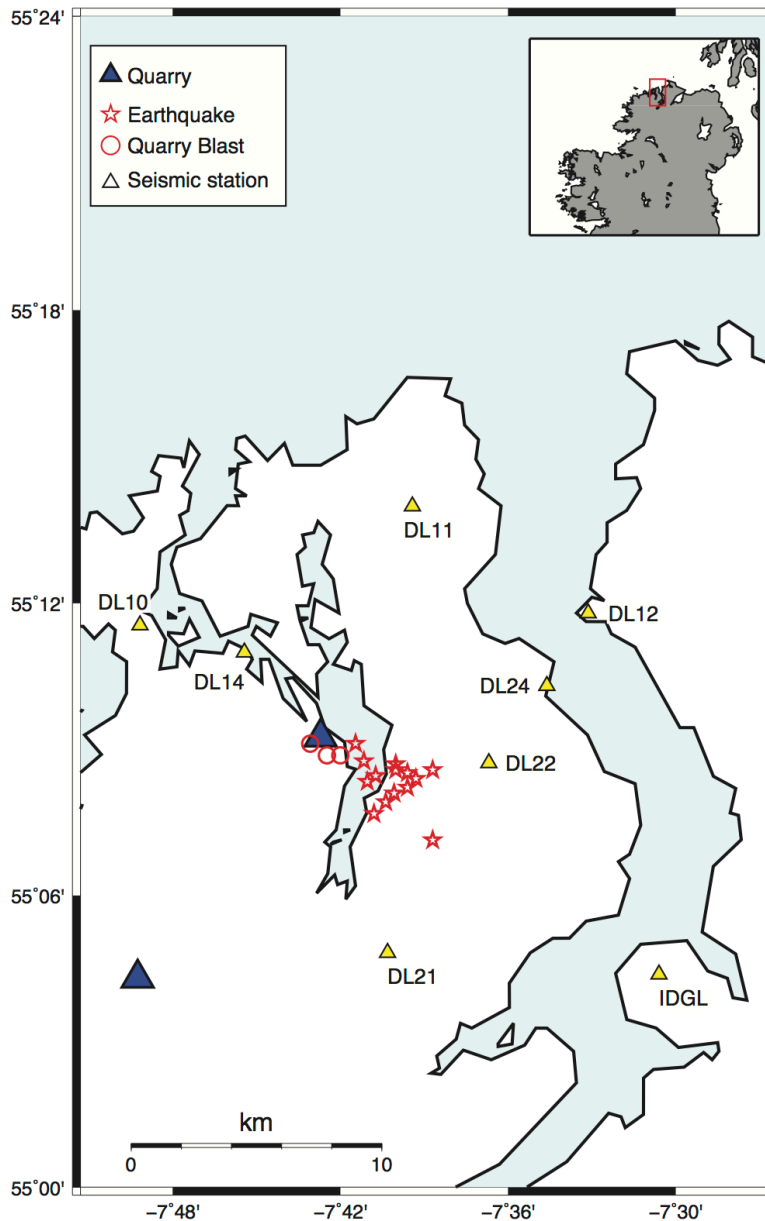 55˚24'
Quarry
Earthquake
Quarry Blast
Seismic station
55˚18'
DL11
55˚12'
DL10
DL12
DL14
DL24
DL22
55˚06'
DL21
IDGL
km
0 10
55˚00'
−7˚48' −7˚42' −7˚36' −7˚30'